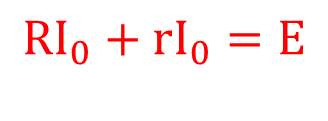 RI₀ + rI₀ = E